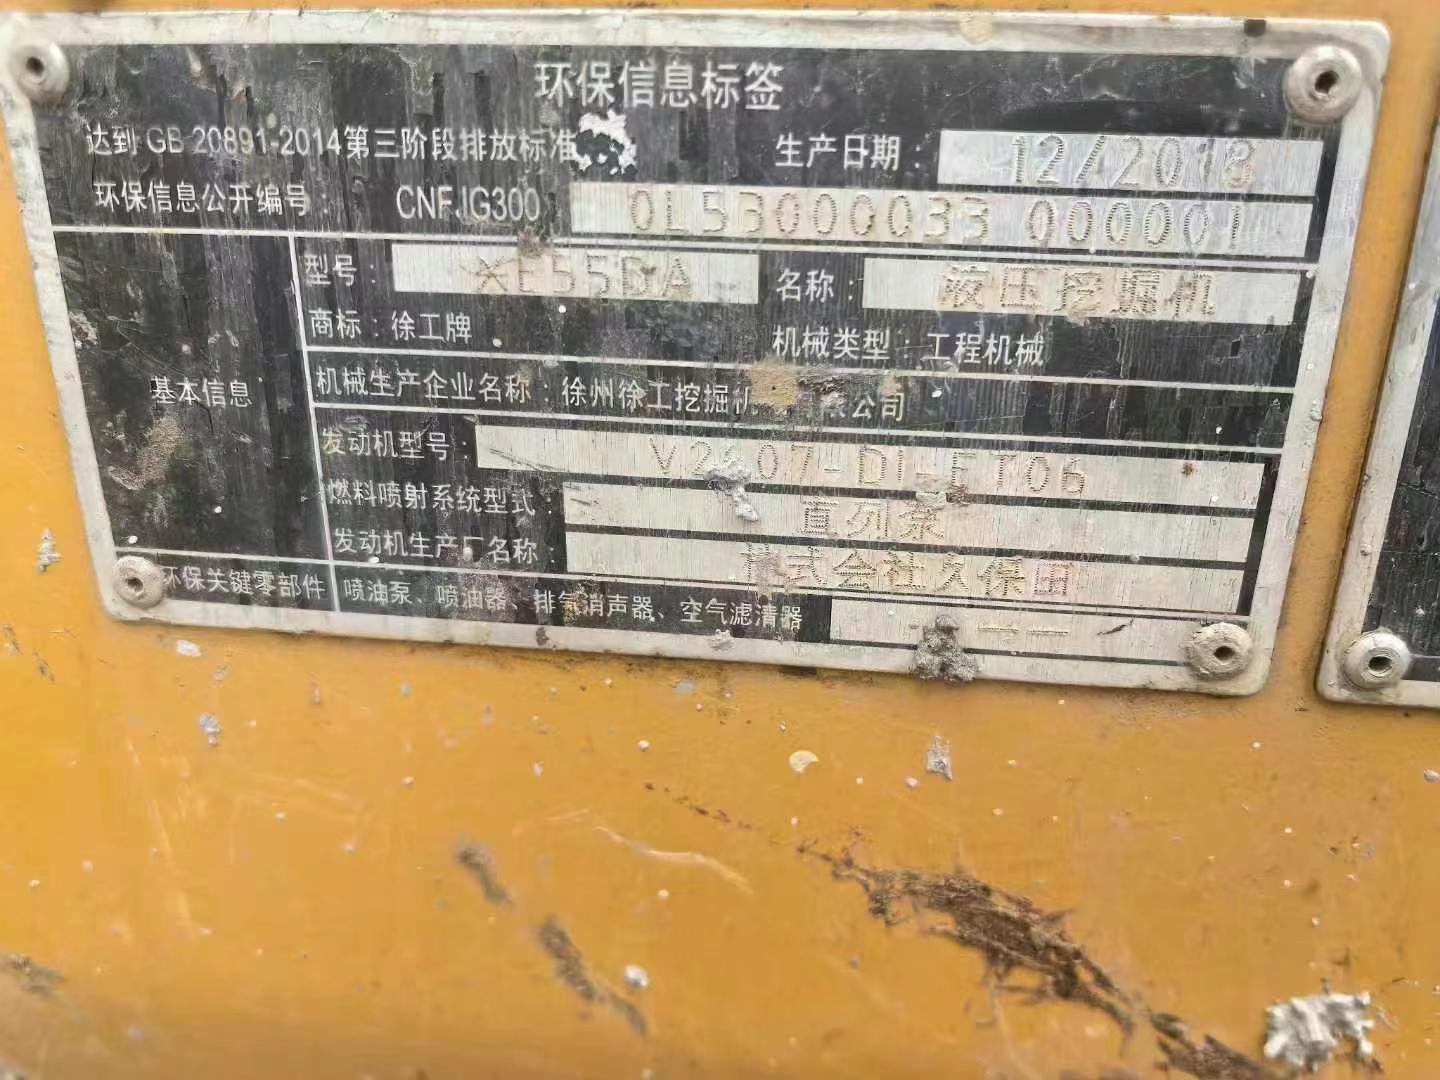 环保信息标签
达到 GB 20891-2014第三阶段排放标准
生产日期： 12/2018
环保信息公开编号： CNFJG300 0L53000033 000001
基本信息
型号： XE55DA 名称： 液压挖掘机
商标：徐工牌 机械类型：工程机械
机械生产企业名称：徐州徐工挖掘机 有限公司
发动机型号： V2607-DI-ET06
燃料喷射系统型式： 直列泵
发动机生产厂名称： 株式会社久保田
环保关键零部件 喷油泵、喷油器、排气消声器、空气滤清器 ---